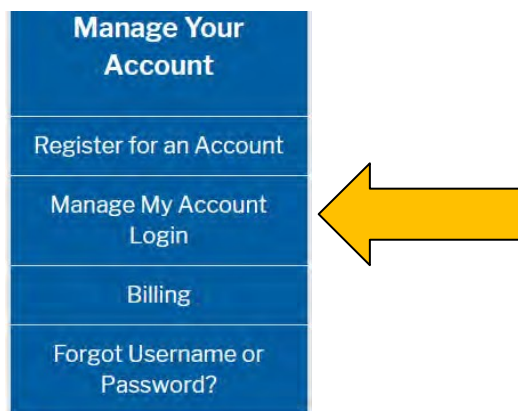 Manage Your
Account
Register for an Account
Manage My Account
Login
Billing
Forgot Username or
Password?